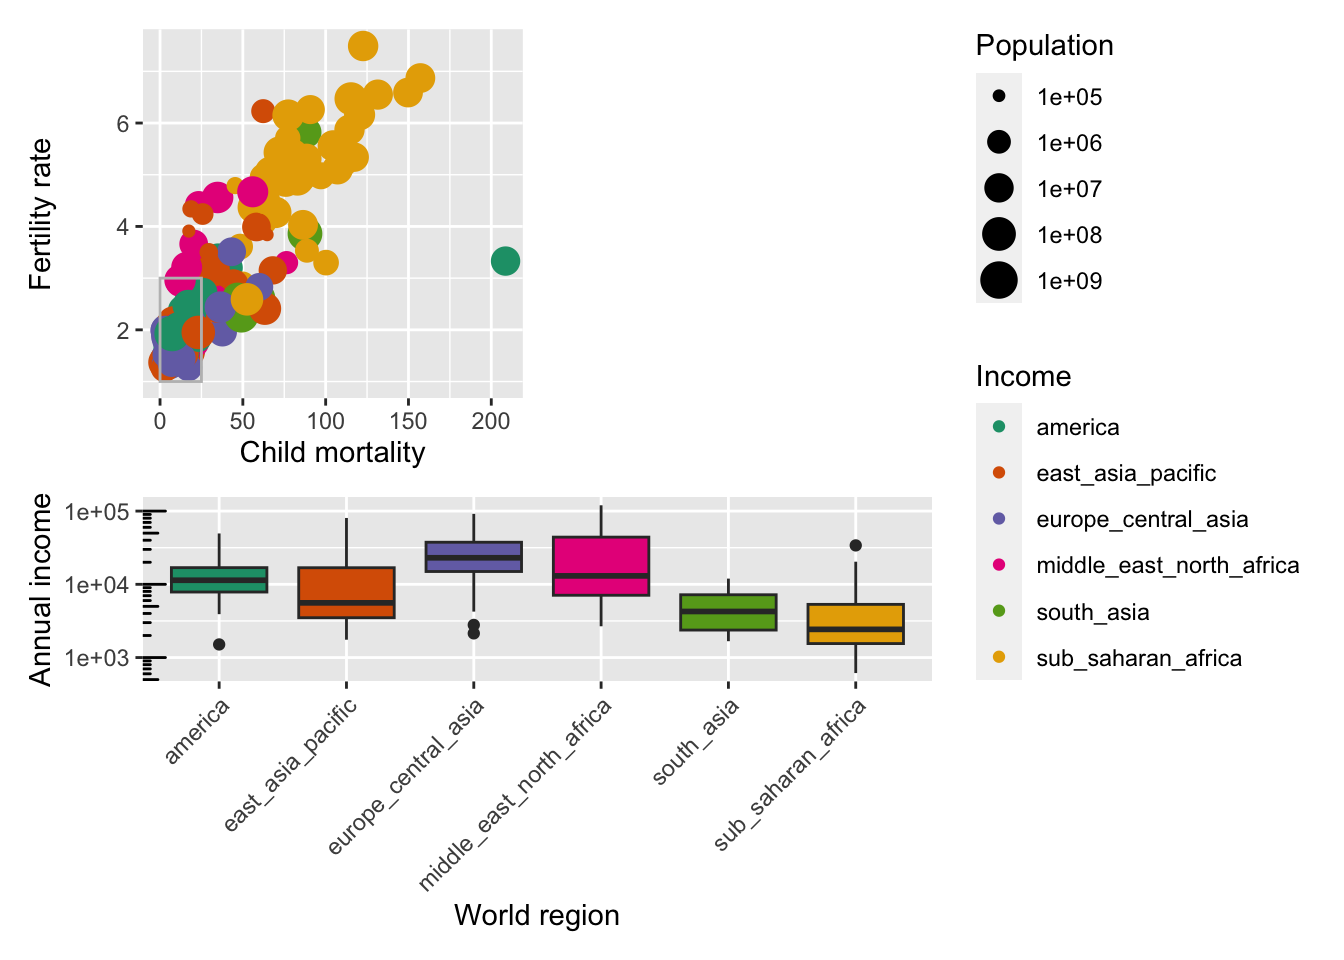 Fertility rate
6
4
2
0
50
100
150
200
Child mortality
Annual income
1e+05
1e+04
1e+03
america
east_asia_pacific
europe_central_asia
middle_east_north_africa
south_asia
sub_saharan_africa
World region
Population
1e+05
1e+06
1e+07
1e+08
1e+09
Income
america
east_asia_pacific
europe_central_asia
middle_east_north_africa
south_asia
sub_saharan_africa